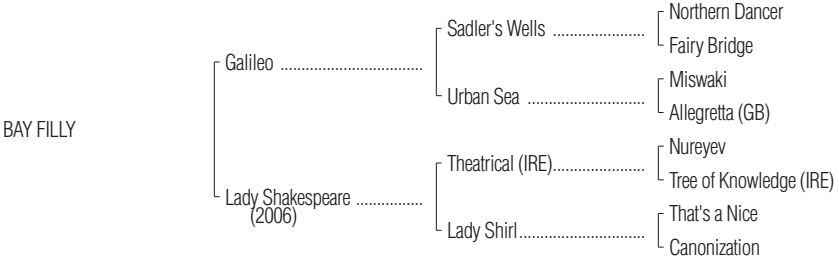 Northern Dancer
Sadler's Wells ......................
Fairy Bridge
Galileo ..................................
Miswaki
Urban Sea ............................
Allegretta (GB)
BAY FILLY
Nureyev
Theatrical (IRE)......................
Tree of Knowledge (IRE)
Lady Shakespeare ................
(2006)
That's a Nice
Lady Shirl..............................
Canonization